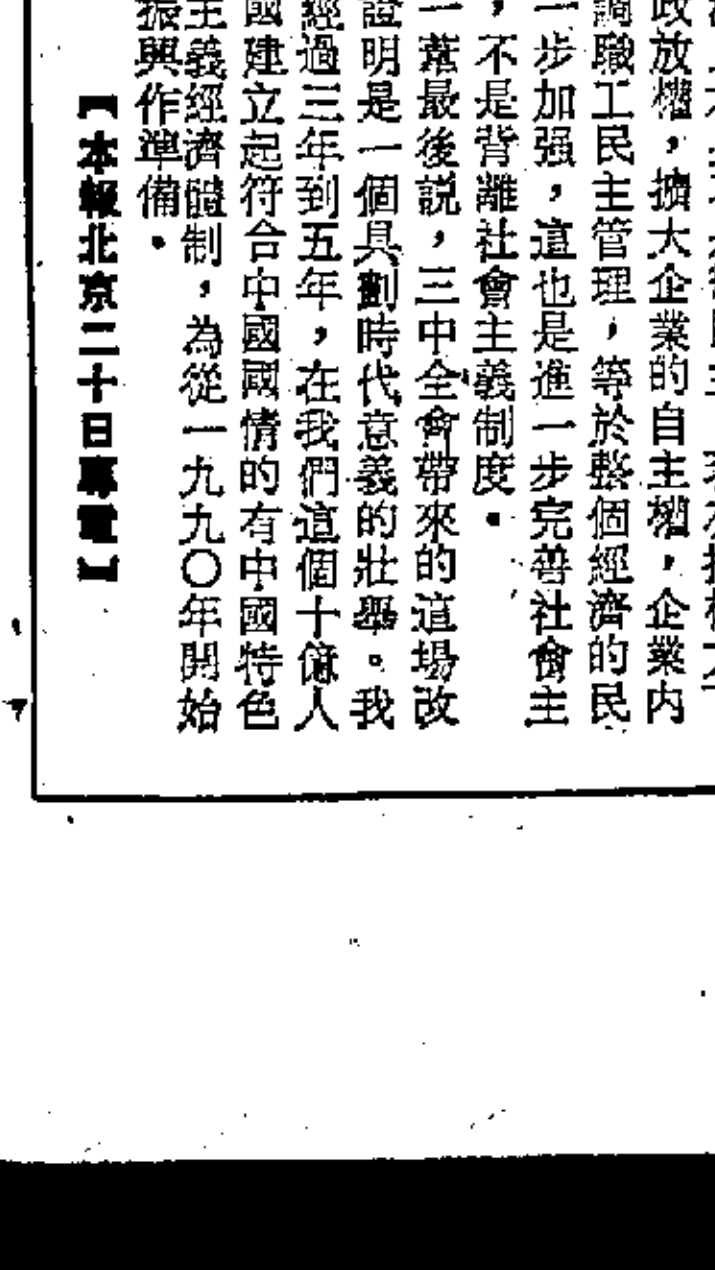 政放權，擴大企業的自主權，企業內
調職工民主管理，等於整個經濟的民
一步加强，這也是進一步完善社會主
，不是背離社會主義制度。
一葉最後説，三中全會帶來的這場改
證明是一個具劃時代意義的壯舉。我
經過三年到五年，在我們這個十億人
國建立起符合中國國情的有中國特色
主義經濟體制，為從一九九〇年開始
振興作準備。
【本報北京二十日專電】